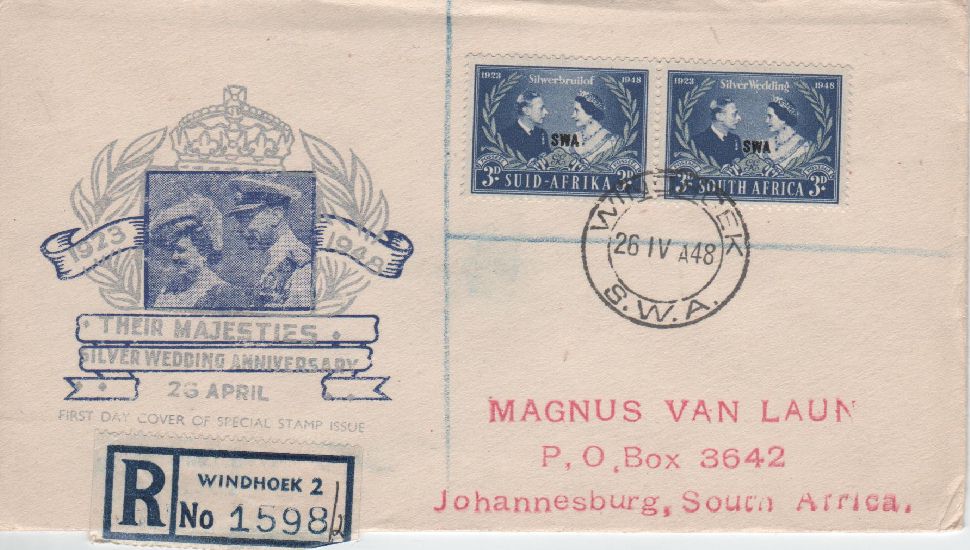 1923 Silwerbruilof 1948
SWA.
3D SUID-AFRIKA 3D
1923 Silver Wedding 1948
SWA.
3D SOUTH AFRICA 3D
26 IV A48
S.W.A.
1923
1948
THEIR MAJESTIES
SILVER WEDDING ANNIVERSARY
26 APRIL
FIRST DAY COVER OF SPECIAL STAMP ISSUE
MAGNUS VAN LAUN
P.O. Box 3642
Johannesburg, South Africa.
R
WINDHOEK 2
No 1598